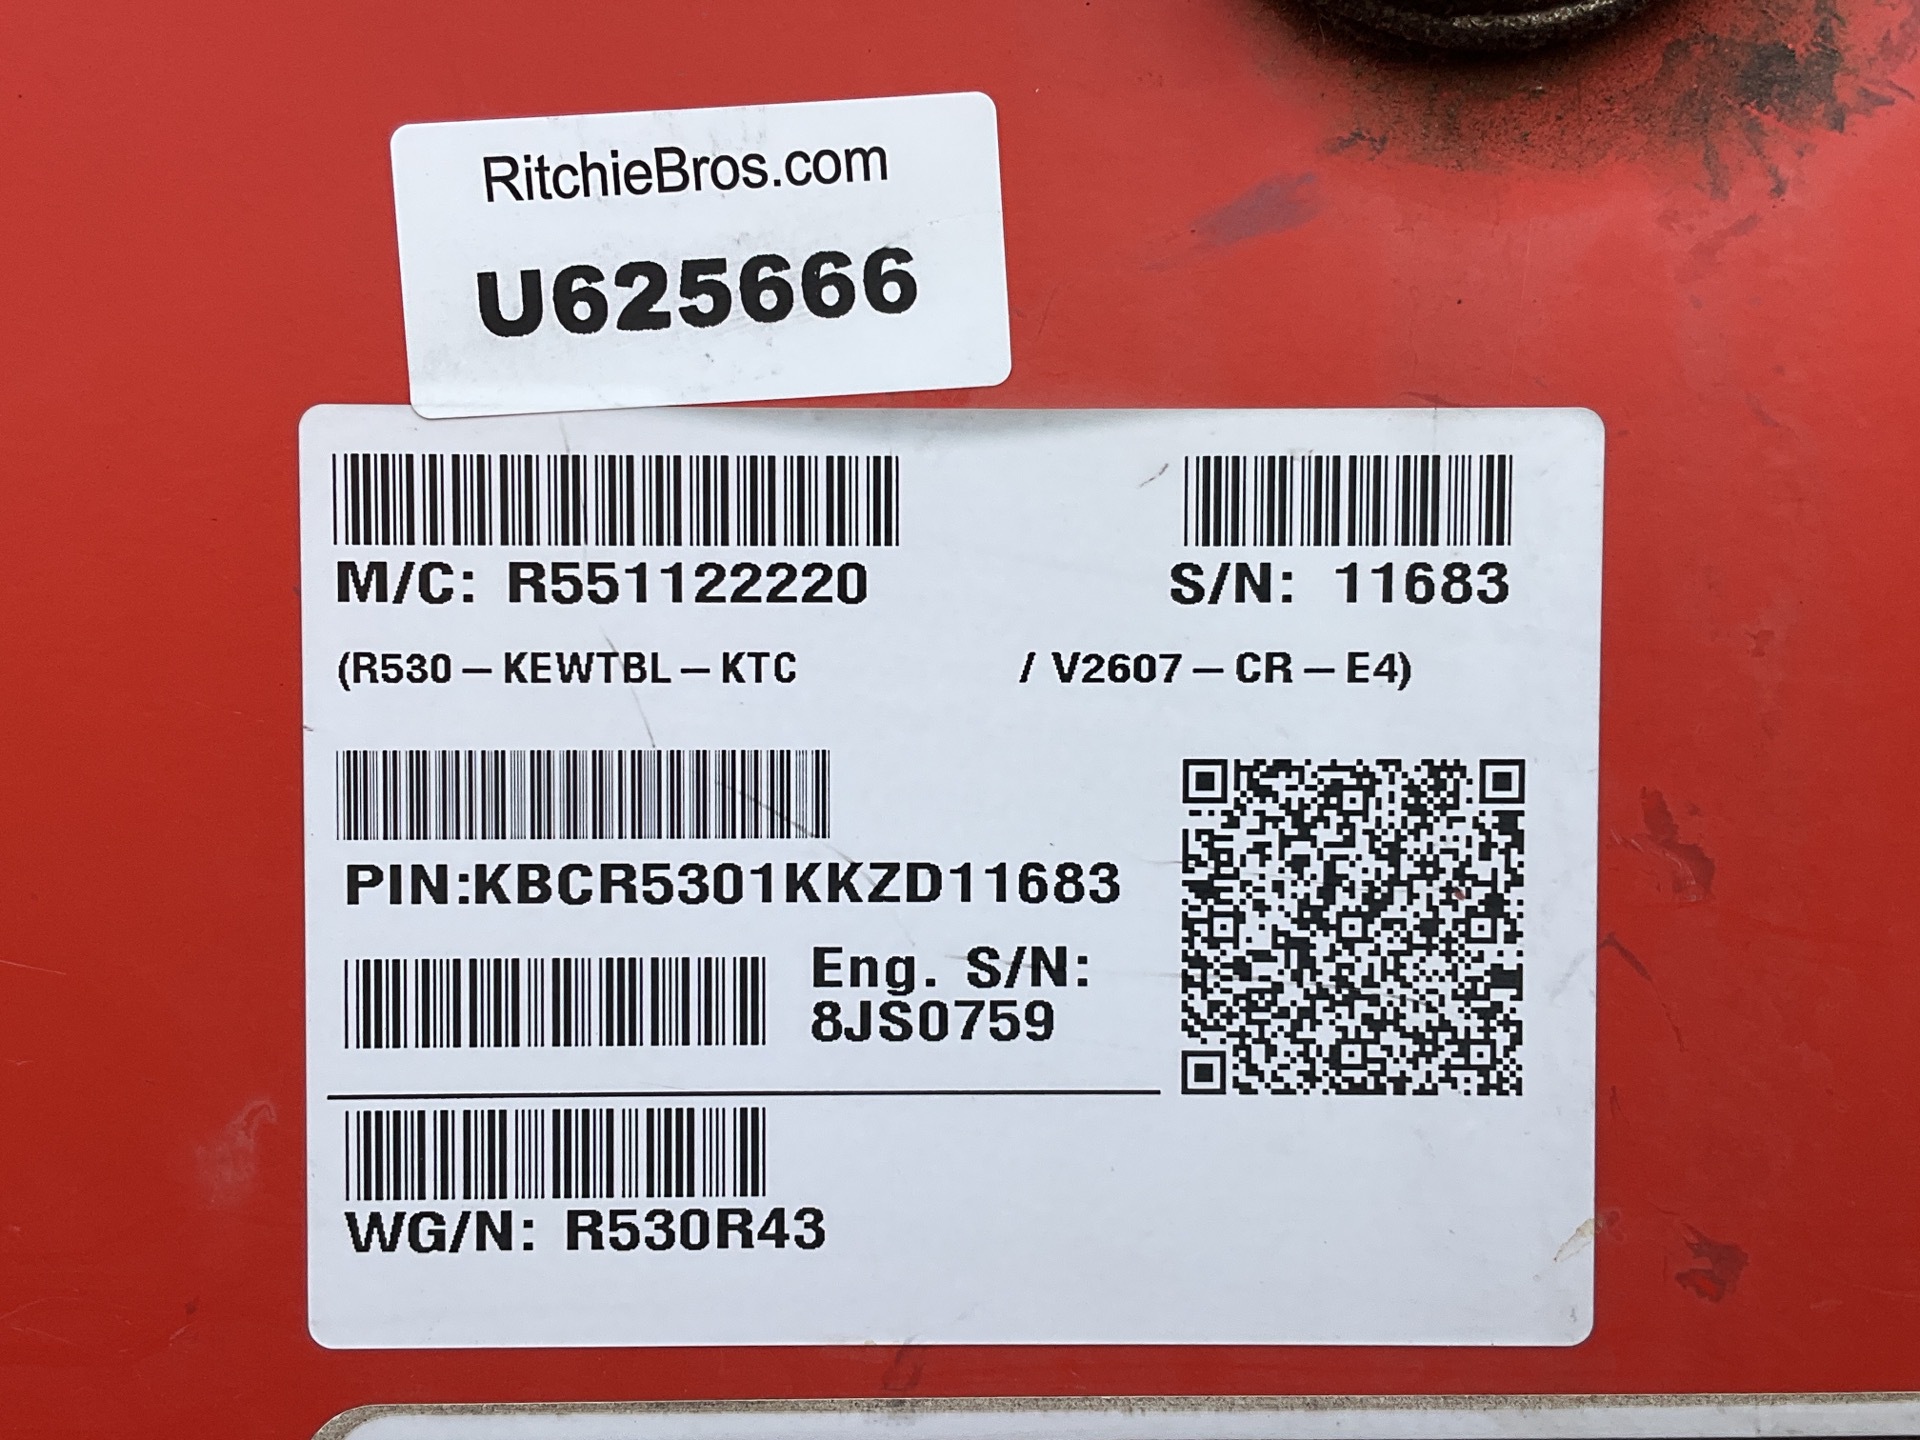 RitchieBros.com
U625666
M/C: R551122220
S/N: 11683
(R530-KEWTBL-KTC / V2607-CR-E4)
PIN:KBCR5301KKZD11683
Eng. S/N:
8JS0759
WG/N: R530R43